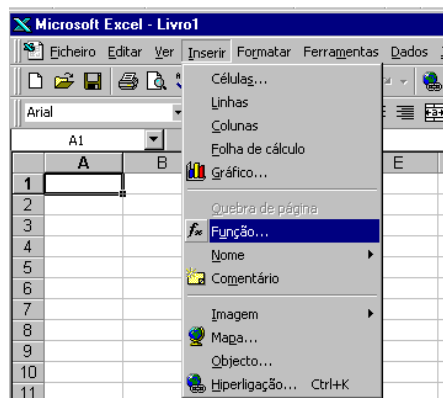 Microsoft Excel - Livro1
Ficheiro Editar Ver Inserir Formatar Ferramentas Dados
Arial
A1
Células...
Linhas
Colunas
Folha de cálculo
Gráfico...
Quebra de página
Função...
Nome
Comentário
Imagem
Mapa...
Objecto...
Hiperligação... Ctrl+K
A B E
1
2
3
4
5
6
7
8
9
10
11